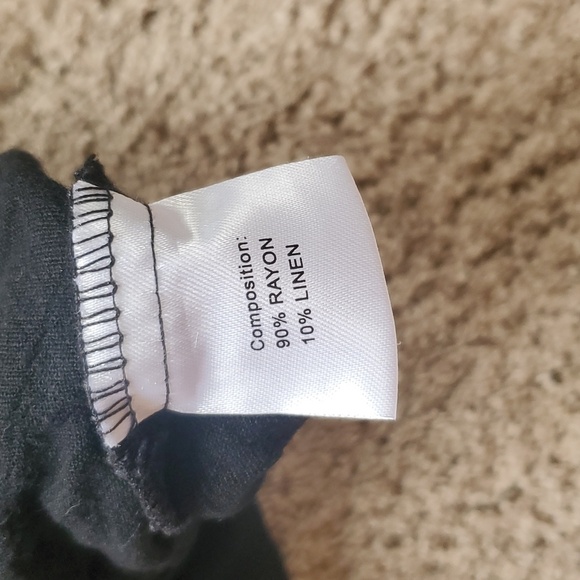 Composition:
90% RAYON
10% LINEN